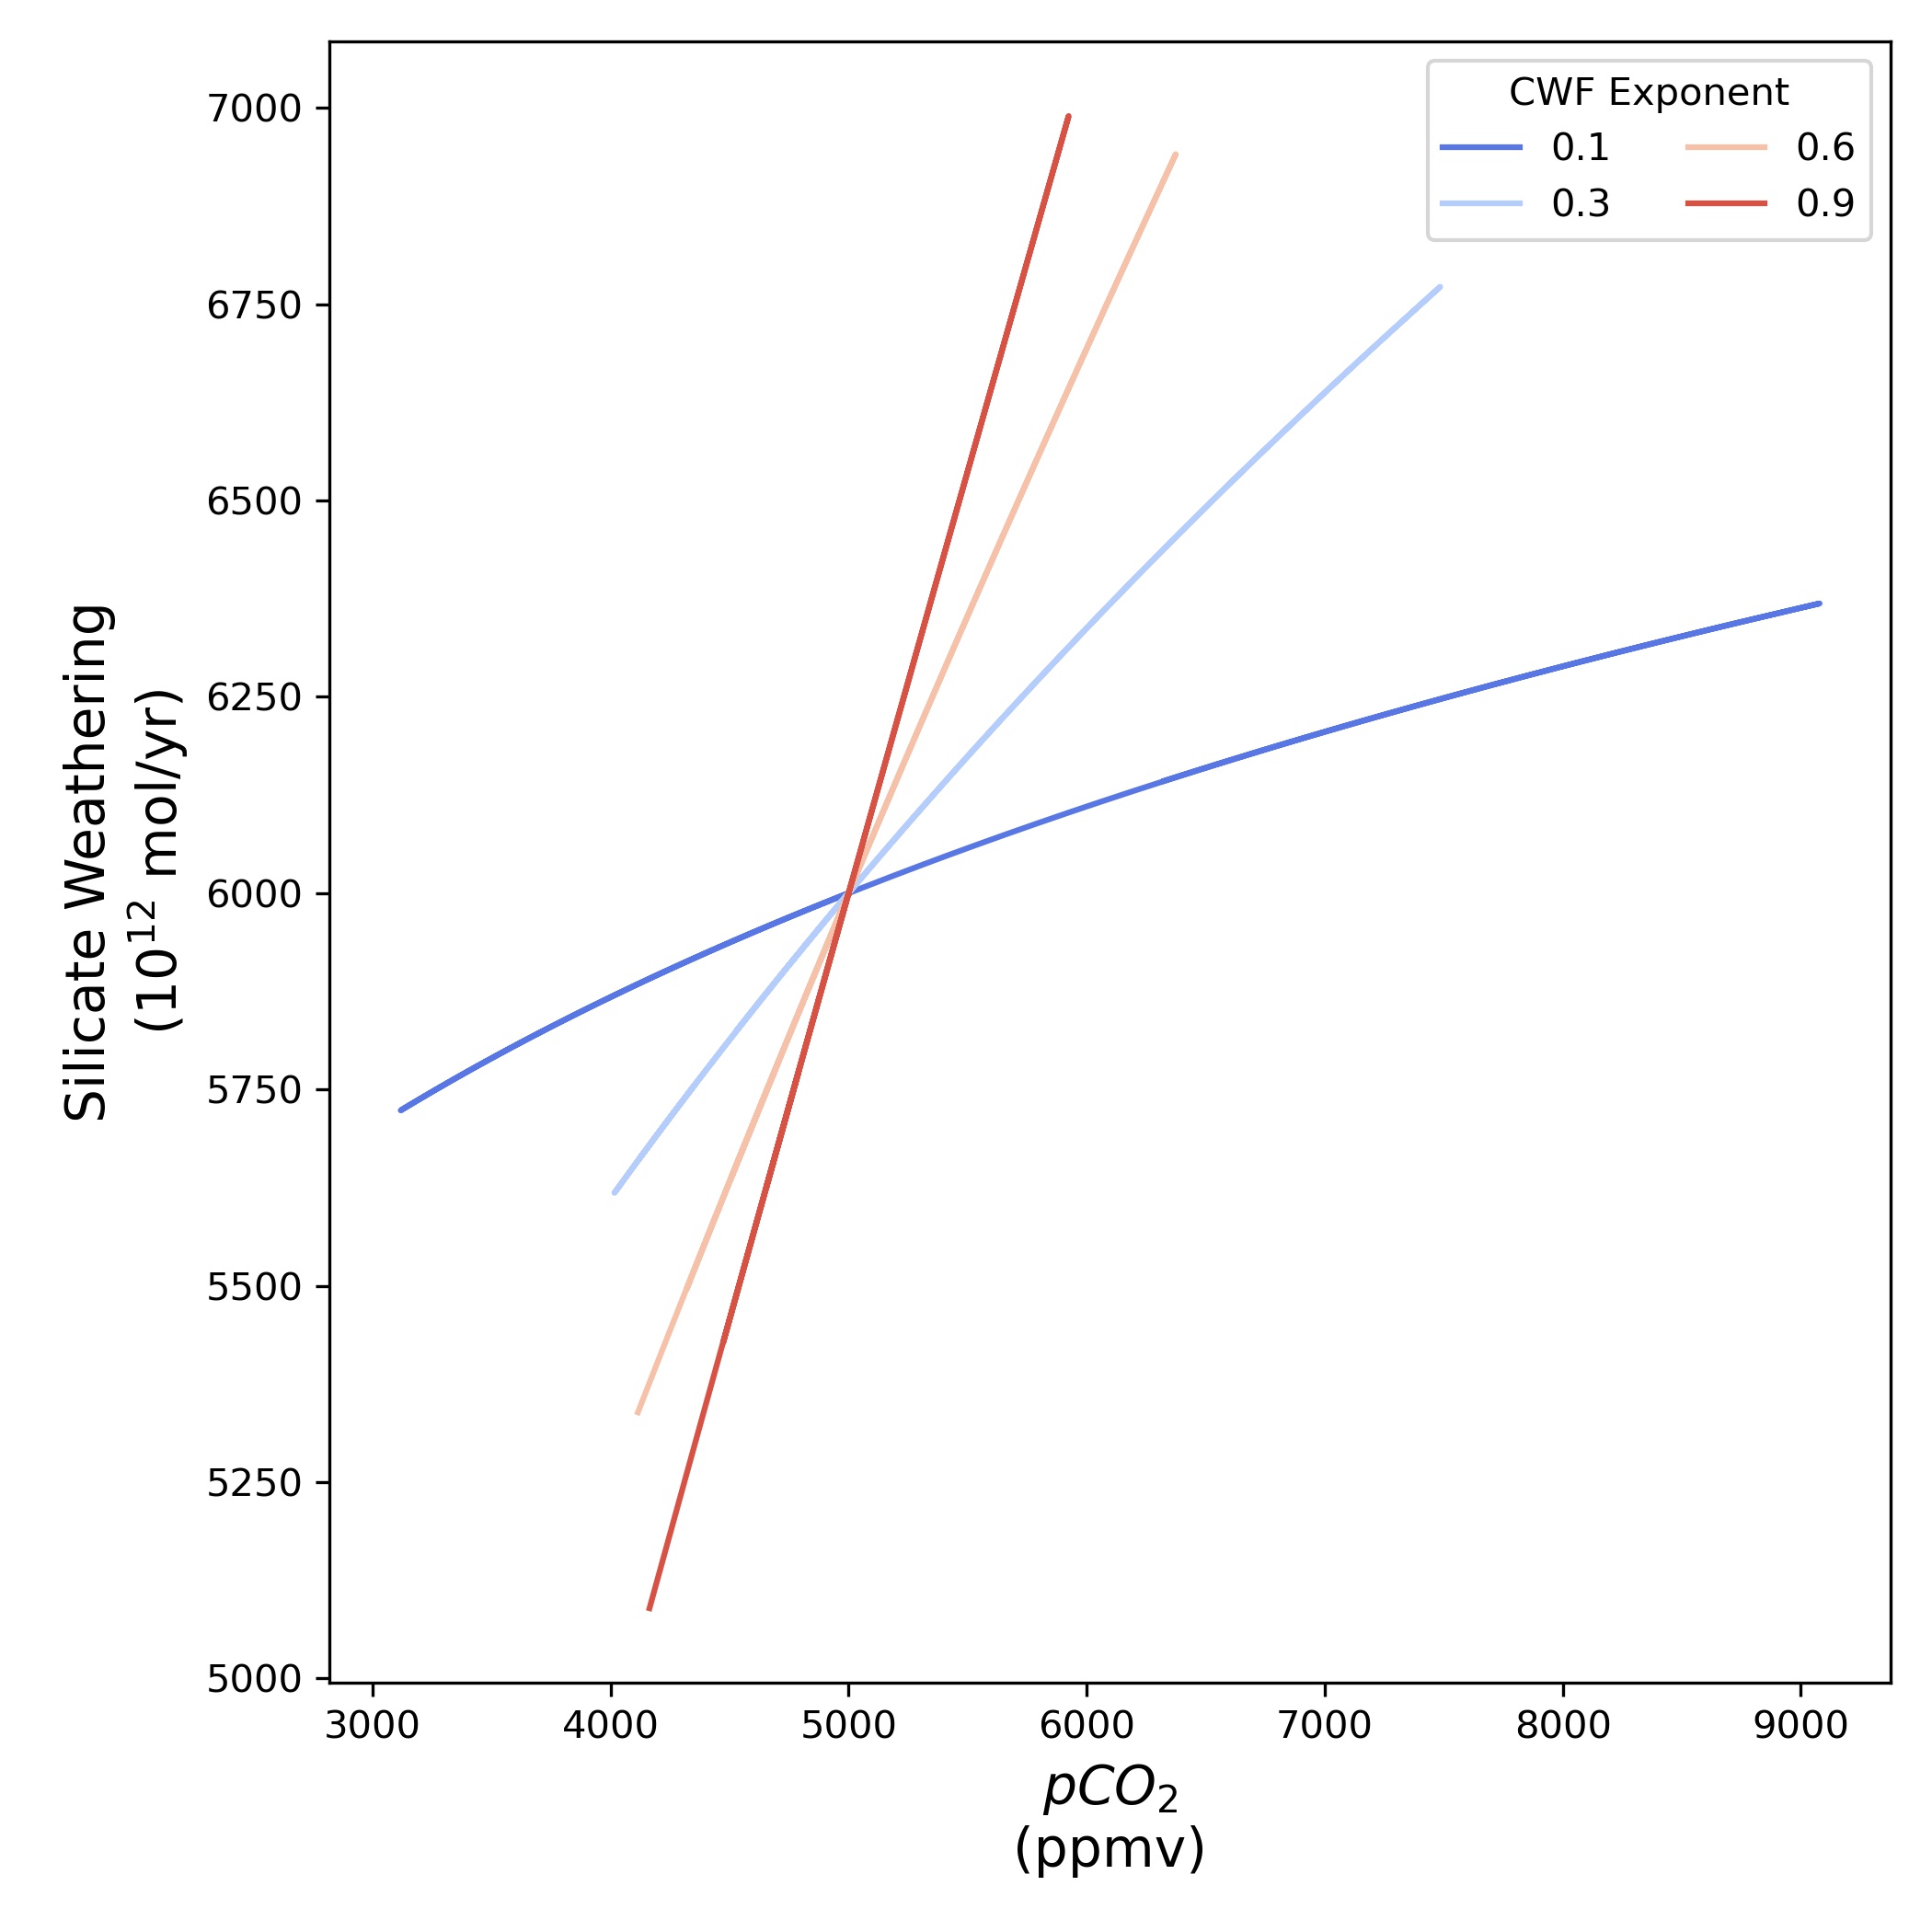 CWF Exponent
0.1 0.6
0.3 0.9
Silicate Weathering
(10¹² mol/yr)
7000
6750
6500
6250
6000
5750
5500
5250
5000
3000 4000 5000 6000 7000 8000 9000
pCO₂
(ppmv)